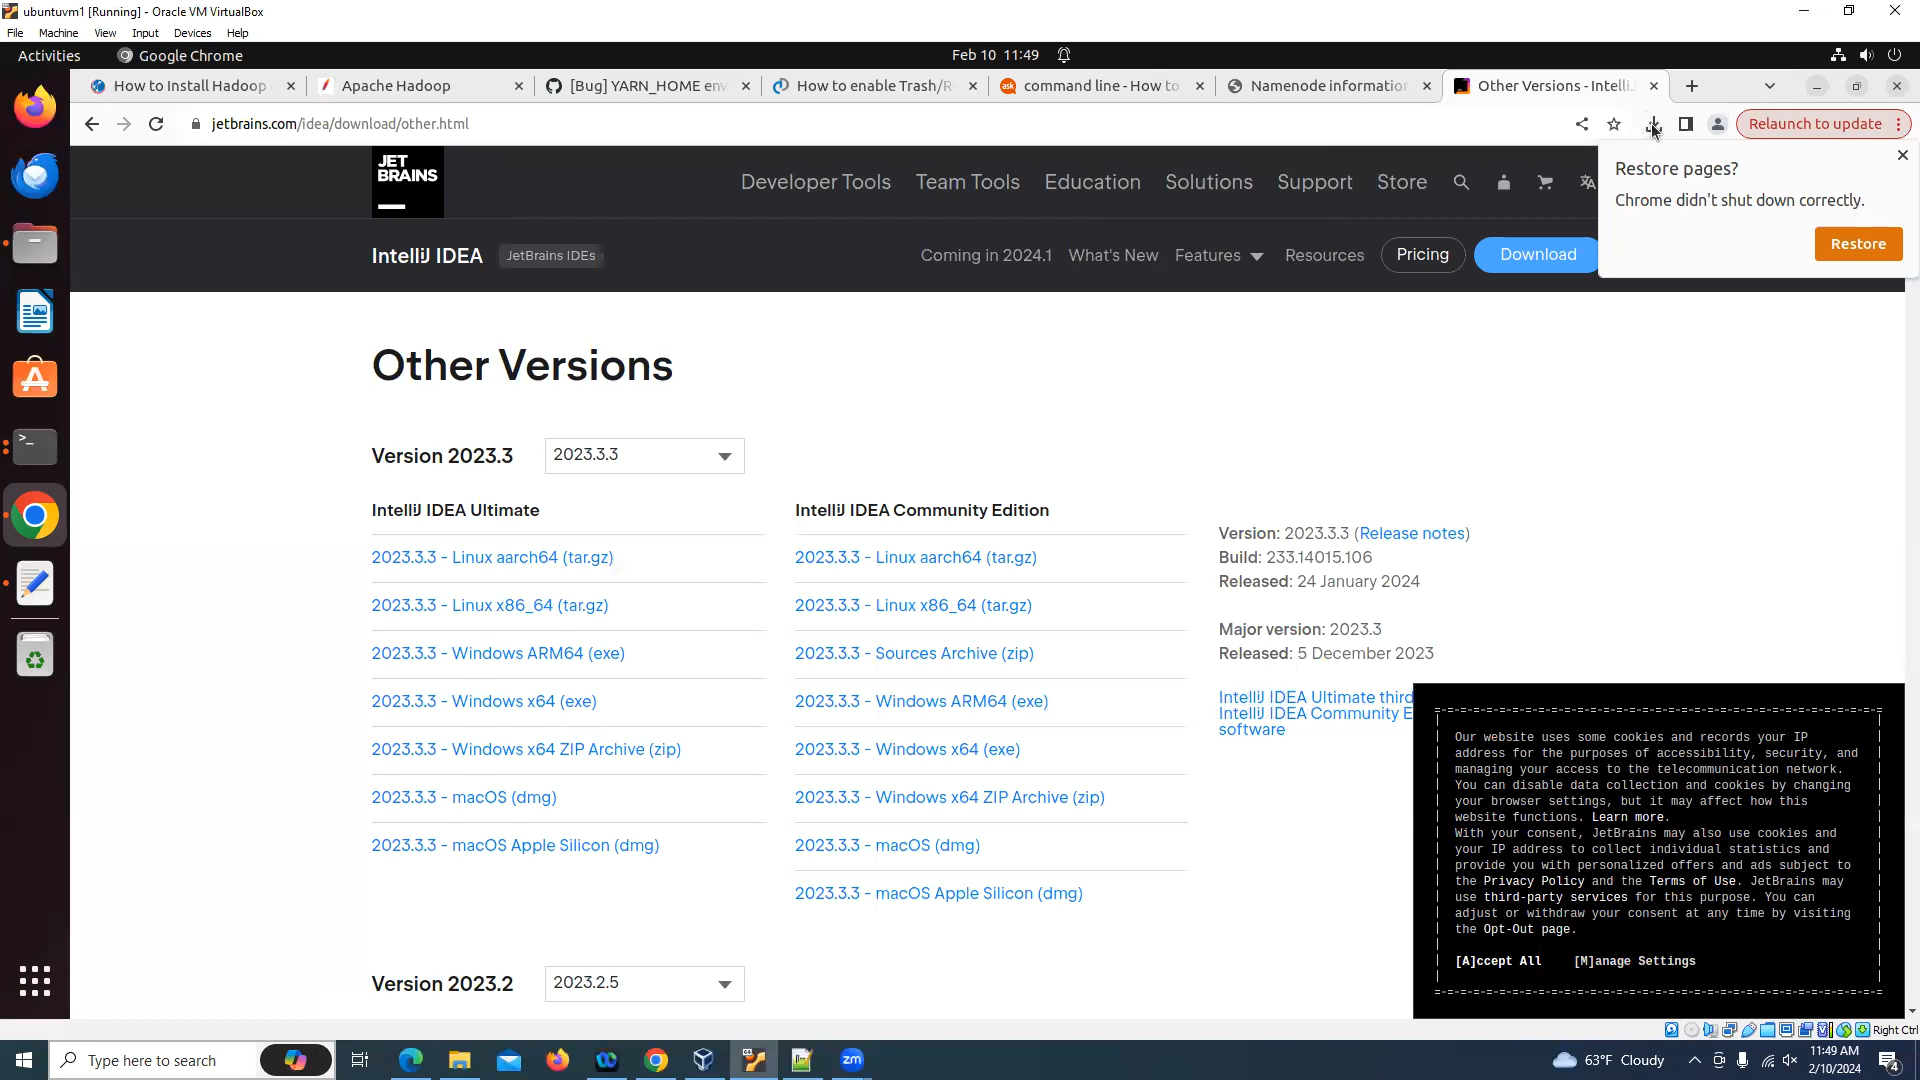 ubuntuvm1 [Running] - Oracle VM VirtualBox
File Machine View Input Devices Help
Activities Google Chrome Feb 10 11:49
How to Install Hadoop
Apache Hadoop
[Bug] YARN_HOME env
How to enable Trash/R
command line - How to
Namenode information
Other Versions - IntelliJ
jetbrains.com/idea/download/other.html
Relaunch to update
Restore pages?
Chrome didn't shut down correctly.
Restore
JET
BRAINS
Developer Tools Team Tools Education Solutions Support Store
IntelliJ IDEA JetBrains IDEs Coming in 2024.1 What's New Features Resources Pricing Download
Other Versions
Version 2023.3 2023.3.3
IntelliJ IDEA Ultimate
2023.3.3 - Linux aarch64 (tar.gz)
2023.3.3 - Linux x86_64 (tar.gz)
2023.3.3 - Windows ARM64 (exe)
2023.3.3 - Windows x64 (exe)
2023.3.3 - Windows x64 ZIP Archive (zip)
2023.3.3 - macOS (dmg)
2023.3.3 - macOS Apple Silicon (dmg)
IntelliJ IDEA Community Edition
2023.3.3 - Linux aarch64 (tar.gz)
2023.3.3 - Linux x86_64 (tar.gz)
2023.3.3 - Sources Archive (zip)
2023.3.3 - Windows ARM64 (exe)
2023.3.3 - Windows x64 (exe)
2023.3.3 - Windows x64 ZIP Archive (zip)
2023.3.3 - macOS (dmg)
2023.3.3 - macOS Apple Silicon (dmg)
Version: 2023.3.3 (Release notes)
Build: 233.14015.106
Released: 24 January 2024
Major version: 2023.3
Released: 5 December 2023
IntelliJ IDEA Ultimate third
IntelliJ IDEA Community E
software
Our website uses some cookies and records your IP
address for the purposes of accessibility, security, and
managing your access to the telecommunication network.
You can disable data collection and cookies by changing
your browser settings, but it may affect how this
website functions. Learn more.
With your consent, JetBrains may also use cookies and
your IP address to collect individual statistics and
provide you with personalized offers and ads subject to
the Privacy Policy and the Terms of Use. JetBrains may
use third-party services for this purpose. You can
adjust or withdraw your consent at any time by visiting
the Opt-Out page.
[A]ccept All [M]anage Settings
Version 2023.2 2023.2.5
Right Ctrl
Type here to search
zm
63°F Cloudy
11:49 AM
2/10/2024
4